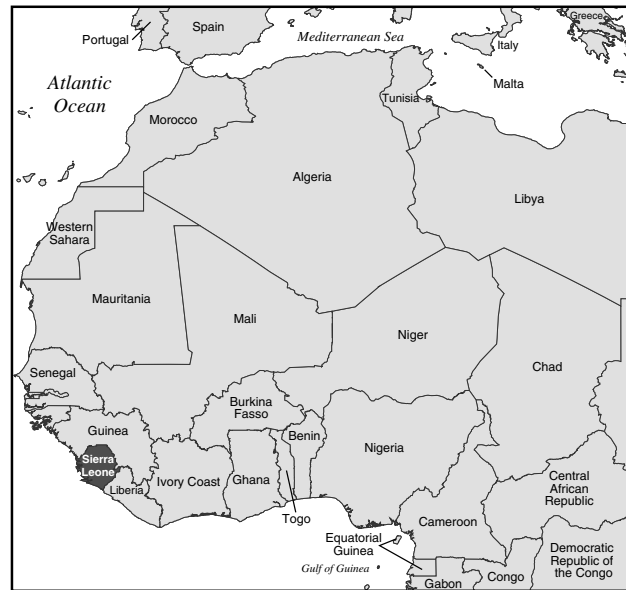 Greece
Spain
Portugal
Mediterranean Sea
Italy
Malta
Atlantic
Ocean
Tunisia s
Morocco
Algeria
Libya
Western
Sahara
Mauritania
Mali
Niger
Chad
Senegal
Burkina
Fasso
Guinea
Benin
Nigeria
Sierra
Leone
Liberia
Ivory Coast
Ghana
Central
African
Republic
Togo
Cameroon
Equatorial
Guinea
Gulf of Guinea
Gabon
Congo
Democratic
Republic of
the Congo